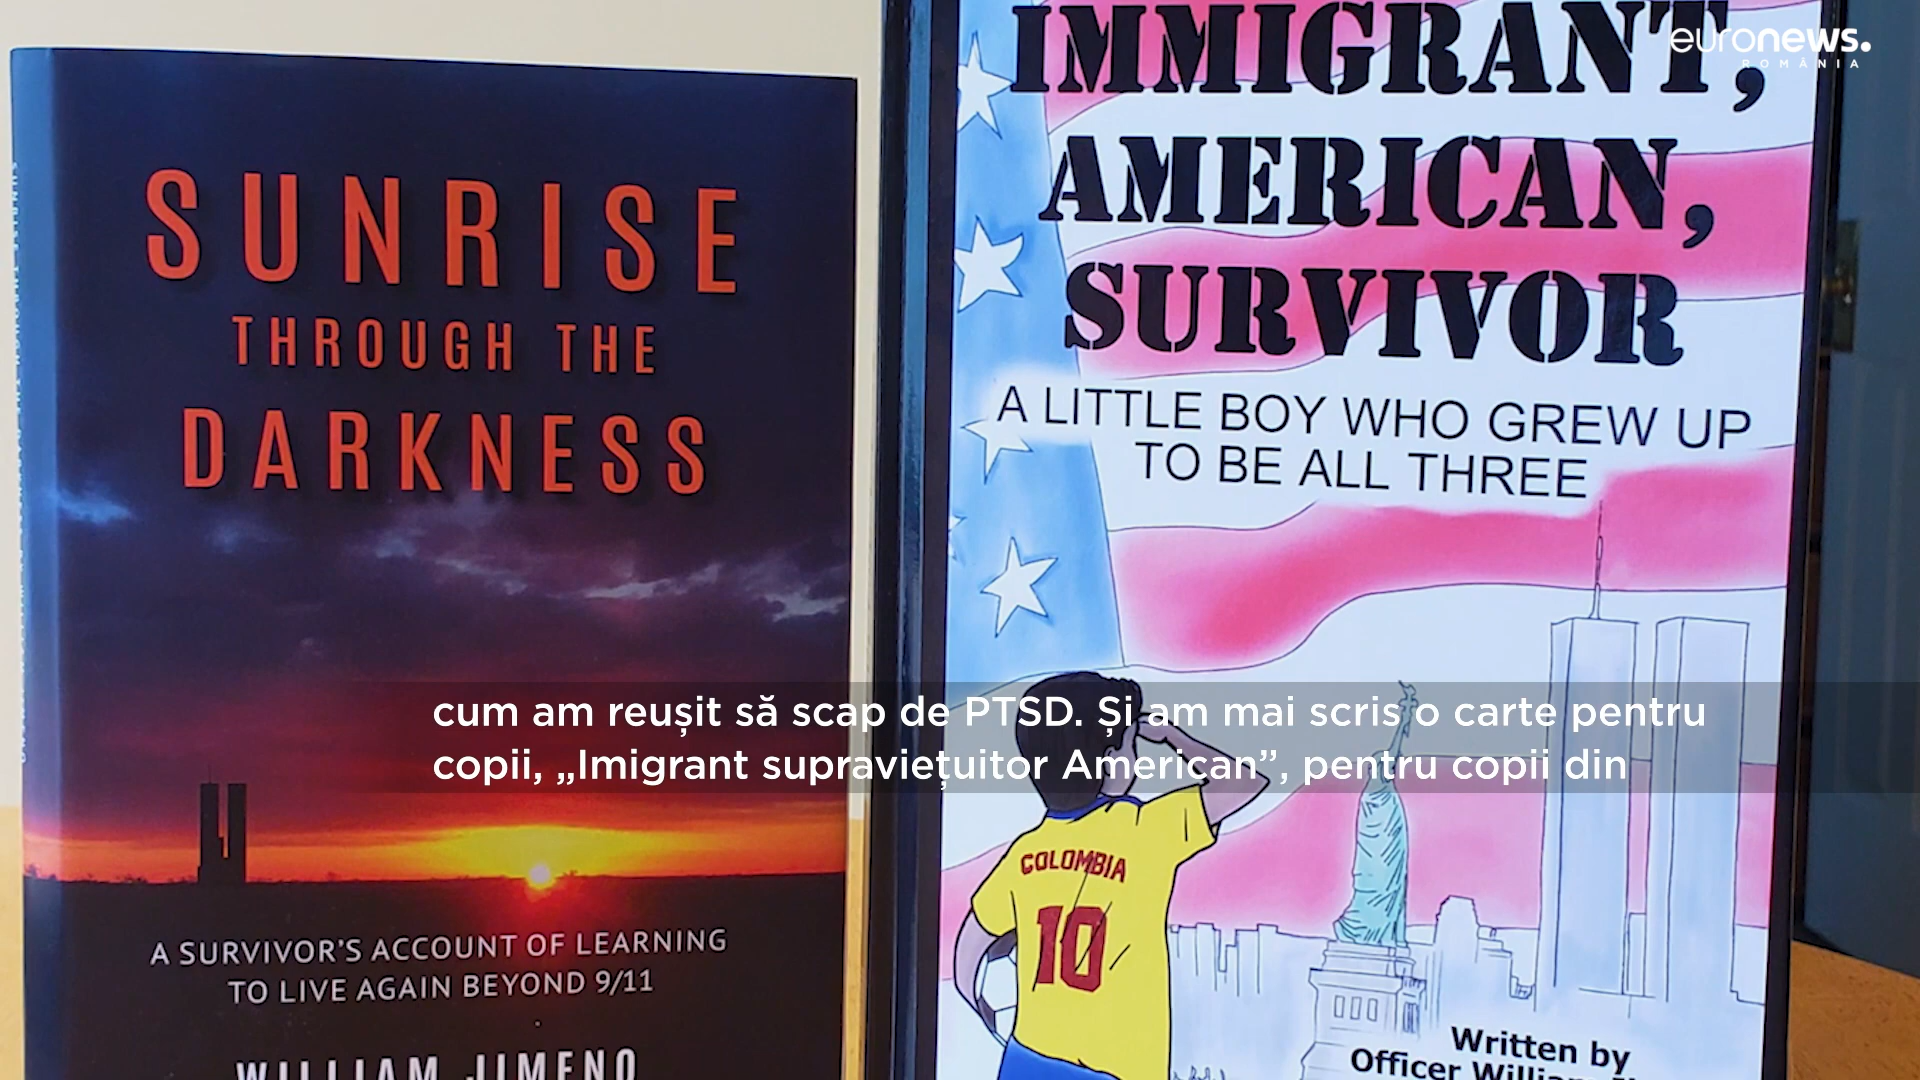 SUNRISE
THROUGH THE
DARKNESS
A SURVIVOR'S ACCOUNT OF LEARNING
TO LIVE AGAIN BEYOND 9/11
WILLIAM JIMENO
IMMIGRANT,
AMERICAN,
SURVIVOR
A LITTLE BOY WHO GREW UP
TO BE ALL THREE
COLOMBIA
10
Written by
Officer William
euronews.
ROMÂNIA
cum am reușit să scap de PTSD. Și am mai scris o carte pentru
copii, „Imigrant supraviețuitor American”, pentru copii din